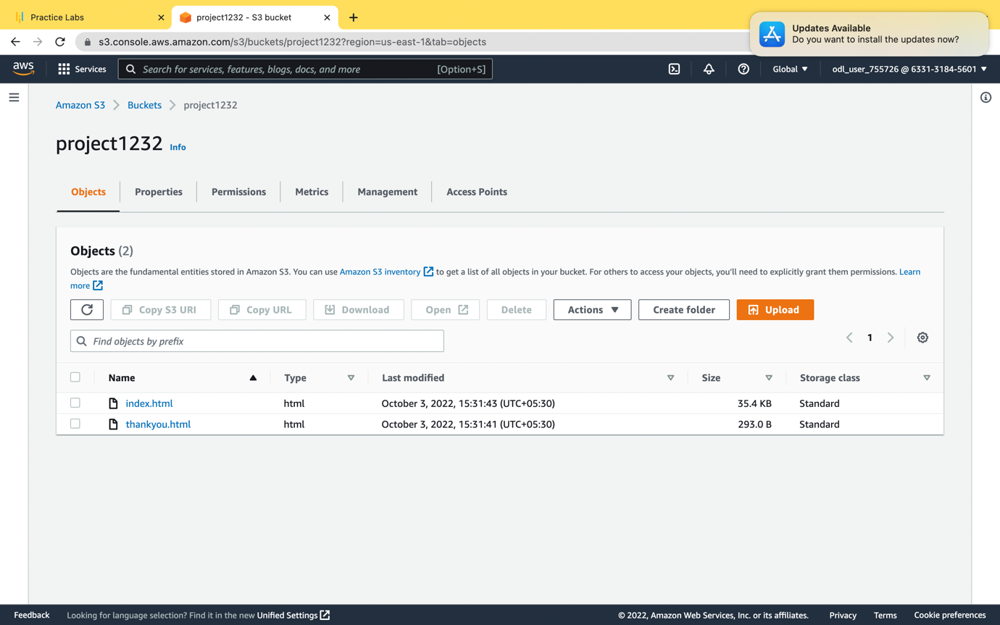 Practice Labs
project1232 - S3 bucket
Updates Available
Do you want to install the updates now?
s3.console.aws.amazon.com/s3/buckets/project1232?region=us-east-1&tab=objects
aws
Services
Search for services, features, blogs, docs, and more
[Option+S]
Global
odl_user_755726 @ 6331-3184-5601
Amazon S3
Buckets
project1232
project1232 Info
Objects
Properties
Permissions
Metrics
Management
Access Points
Objects (2)
Objects are the fundamental entities stored in Amazon S3. You can use Amazon S3 inventory to get a list of all objects in your bucket. For others to access your objects, you'll need to explicitly grant them permissions. Learn
more
Copy S3 URI
Copy URL
Download
Open
Delete
Actions
Create folder
Upload
Find objects by prefix
1
Name Type Last modified Size Storage class
index.html html October 3, 2022, 15:31:43 (UTC+05:30) 35.4 KB Standard
thankyou.html html October 3, 2022, 15:31:41 (UTC+05:30) 293.0 B Standard
Feedback
Looking for language selection? Find it in the new Unified Settings
© 2022, Amazon Web Services, Inc. or its affiliates.
Privacy
Terms
Cookie preferences